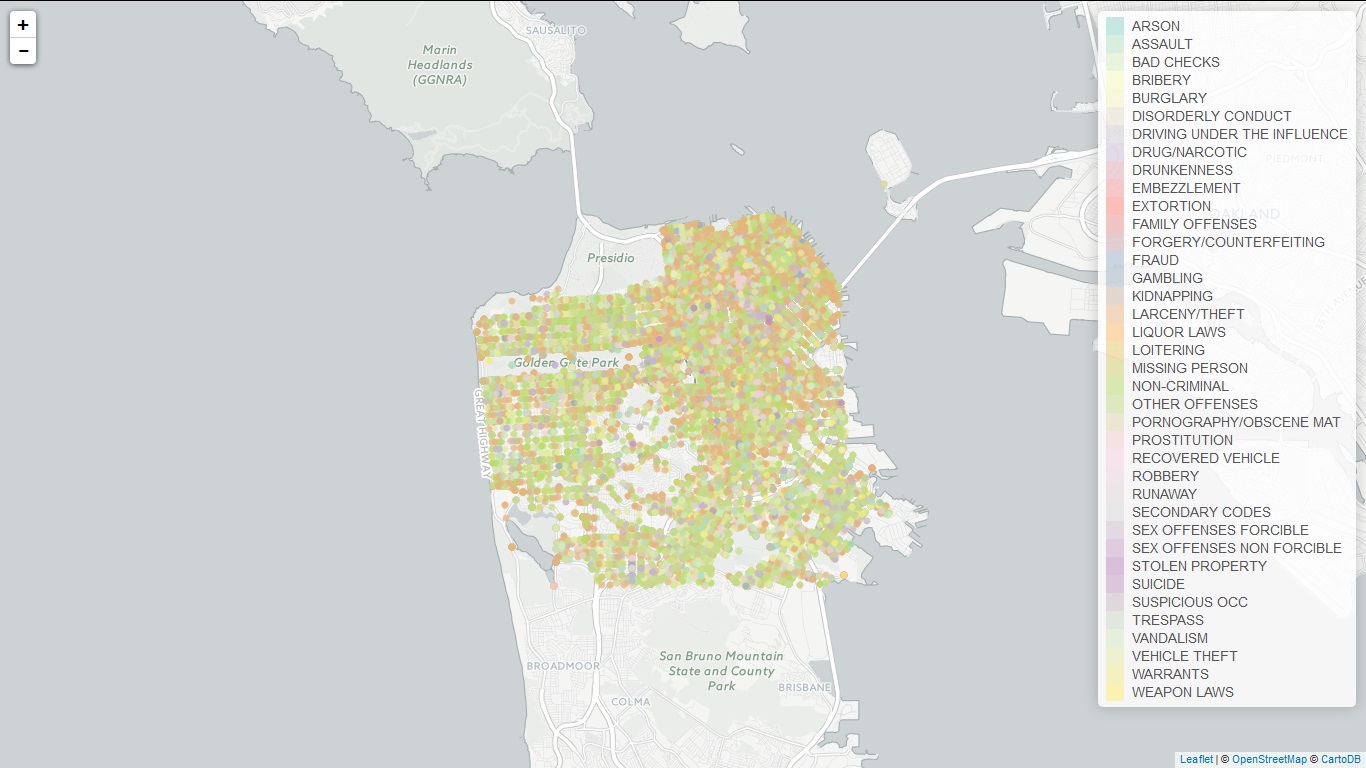 +
−
SAUSALITO
Marin
Headlands
(GGNRA)
Presidio
Golden Gate Park
GREAT HIGHWAY
San Bruno Mountain
State and County
Park
BROADMOOR
BRISBANE
COLMA
PIEDMONT
OAKLAND
ARSON
ASSAULT
BAD CHECKS
BRIBERY
BURGLARY
DISORDERLY CONDUCT
DRIVING UNDER THE INFLUENCE
DRUG/NARCOTIC
DRUNKENNESS
EMBEZZLEMENT
EXTORTION
FAMILY OFFENSES
FORGERY/COUNTERFEITING
FRAUD
GAMBLING
KIDNAPPING
LARCENY/THEFT
LIQUOR LAWS
LOITERING
MISSING PERSON
NON-CRIMINAL
OTHER OFFENSES
PORNOGRAPHY/OBSCENE MAT
PROSTITUTION
RECOVERED VEHICLE
ROBBERY
RUNAWAY
SECONDARY CODES
SEX OFFENSES FORCIBLE
SEX OFFENSES NON FORCIBLE
STOLEN PROPERTY
SUICIDE
SUSPICIOUS OCC
TRESPASS
VANDALISM
VEHICLE THEFT
WARRANTS
WEAPON LAWS
Leaflet | © OpenStreetMap © CartoDB